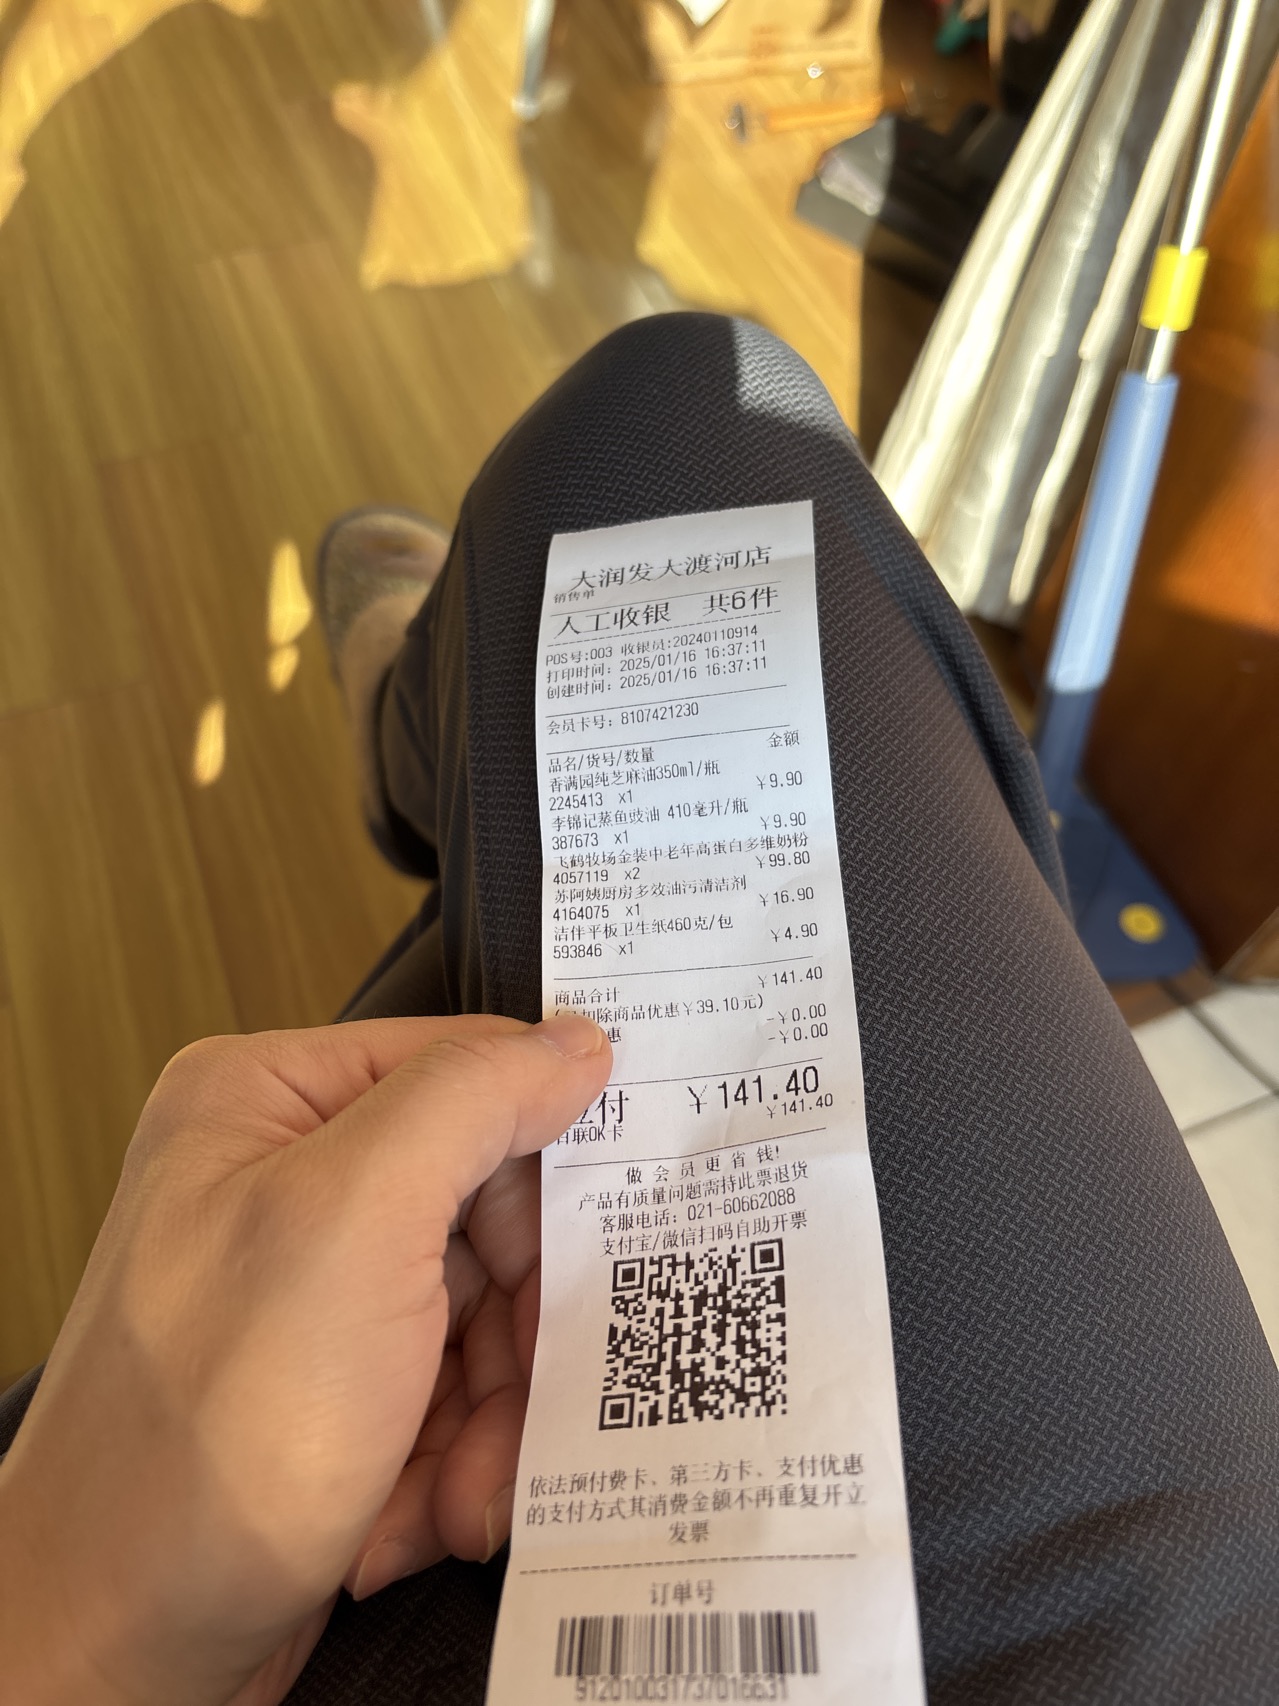 大润发大渡河店
销售单
人工收银 共6件
POS号:003 收银员:20240110914
打印时间: 2025/01/16 16:37:11
创建时间: 2025/01/16 16:37:11
会员卡号: 8107421230
品名/货号/数量 金额
香满园纯芝麻油350ml/瓶
2245413 x1 ¥9.90
李锦记蒸鱼豉油 410毫升/瓶
387673 x1 ¥9.90
飞鹤牧场金装中老年高蛋白多维奶粉
4057119 x2 ¥99.80
苏阿姨厨房多效油污清洁剂
4164075 x1 ¥16.90
洁伴平板卫生纸460克/包
593846 x1 ¥4.90
商品合计 ¥141.40
扣除商品优惠¥39.10元)
惠 -¥0.00
-¥0.00
付 ¥141.40
百联OK卡 ¥141.40
做会员更省钱!
产品有质量问题需持此票退货
客服电话: 021-60662088
支付宝/微信扫码自助开票
依法预付费卡、第三方卡、支付优惠
的支付方式其消费金额不再重复开立
发票
订单号
912010031737016631